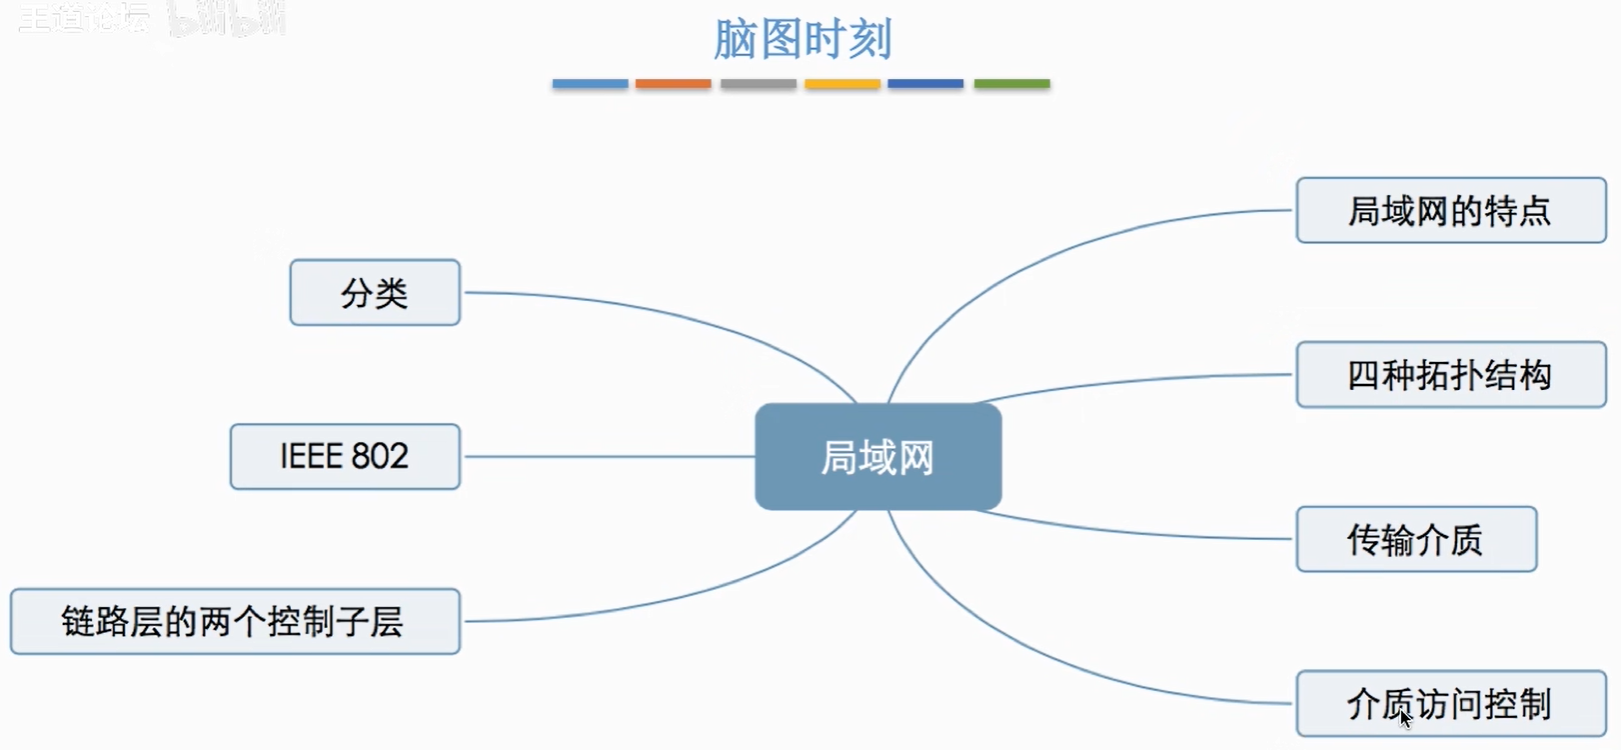 王道论坛 bilibili
脑图时刻
局域网的特点
分类
四种拓扑结构
IEEE 802
局域网
传输介质
链路层的两个控制子层
介质访问控制